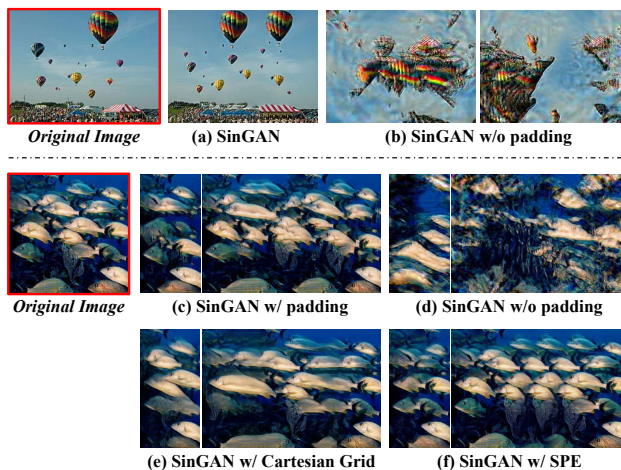 Original Image
(a) SinGAN
(b) SinGAN w/o padding
Original Image
(c) SinGAN w/ padding
(d) SinGAN w/o padding
(e) SinGAN w/ Cartesian Grid
(f) SinGAN w/ SPE